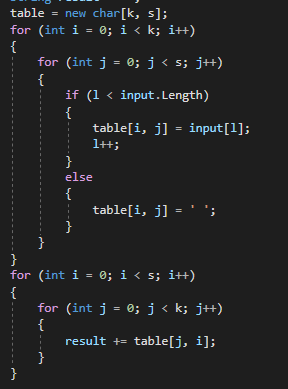 table = new char[k, s];
for (int i = 0; i < k; i++)
{
for (int j = 0; j < s; j++)
{
if (l < input.Length)
{
table[i, j] = input[l];
l++;
}
else
{
table[i, j] = ' ';
}
}
}
for (int i = 0; i < s; i++)
{
for (int j = 0; j < k; j++)
{
result += table[j, i];
}
}